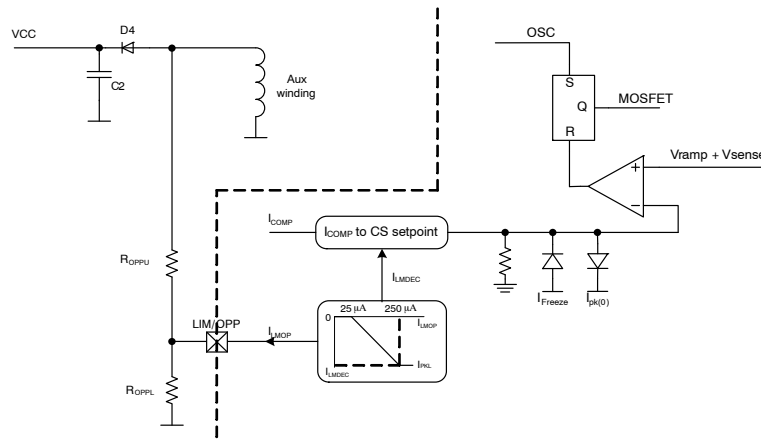 VCC
D4
C2
Aux
winding
OSC
S
Q
R
MOSFET
Vramp + Vsense
+
−
ICOMP
ICOMP to CS setpoint
ILMDEC
IFreeze
Ipk(0)
ROPPU
LIM/OPP
ILMOP
25 µA
250 µA
0
ILMOP
ILMDEC
IPKL
ROPPL